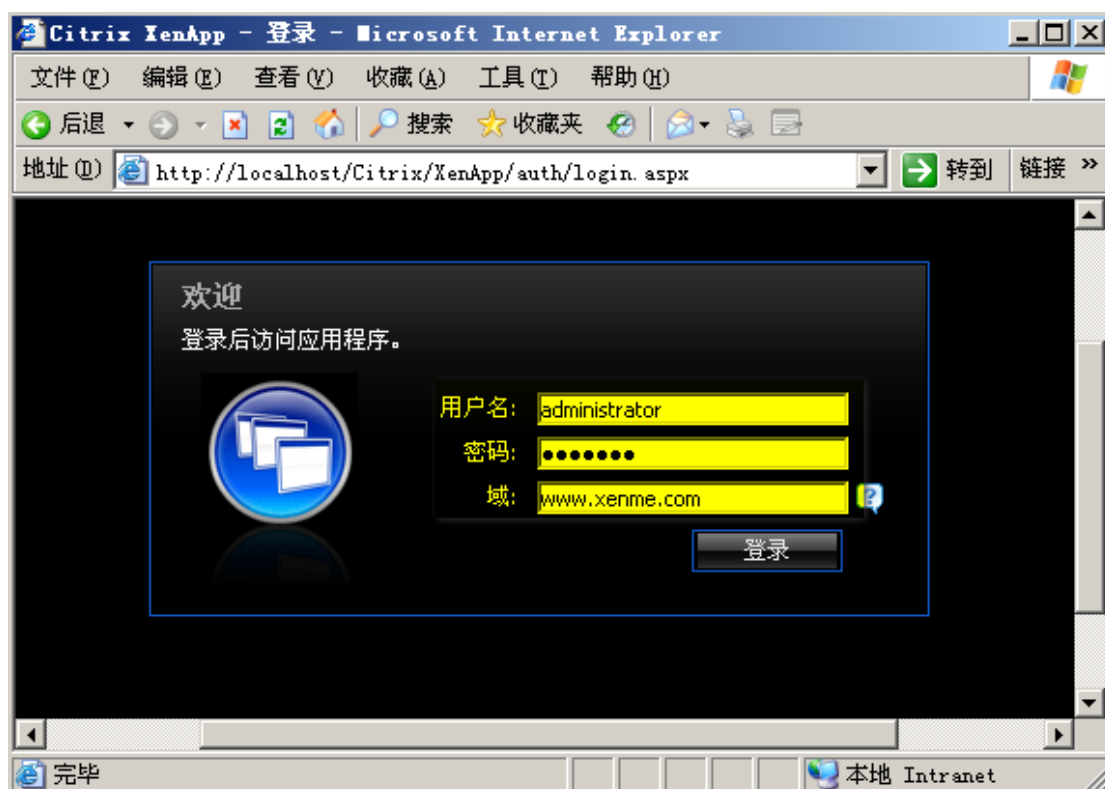 Citrix XenApp - 登录 - Microsoft Internet Explorer
文件(F) 编辑(E) 查看(V) 收藏(A) 工具(T) 帮助(H)
后退 搜索 收藏夹
地址(D) http://localhost/Citrix/XenApp/auth/login.aspx 转到 链接 »
欢迎
登录后访问应用程序。
用户名: administrator
密码: ●●●●●●●
域: www.xenme.com
登录
完毕 本地 Intranet